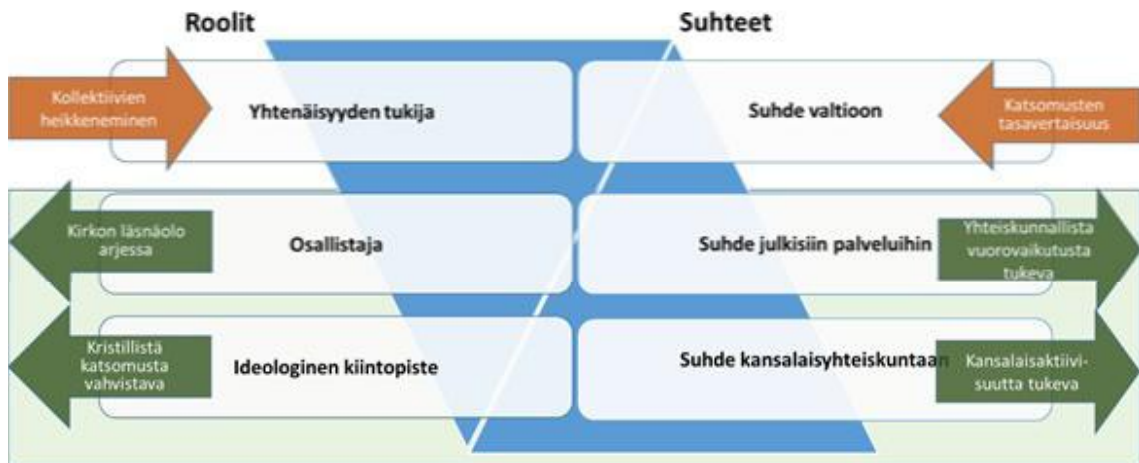 Roolit
Suhteet
Kollektiivien
heikkeneminen
Yhtenäisyyden tukija
Suhde valtioon
Katsomusten
tasavertaisuus
Kirkon läsnäolo
arjessa
Osallistaja
Suhde julkisiin palveluihin
Yhteiskunnallista
vuorovaikutusta
tukeva
Kristillistä
katsomusta
vahvistava
Ideologinen kiintopiste
Suhde kansalaisyhteiskuntaan
Kansalaisaktiivi-
suutta tukeva